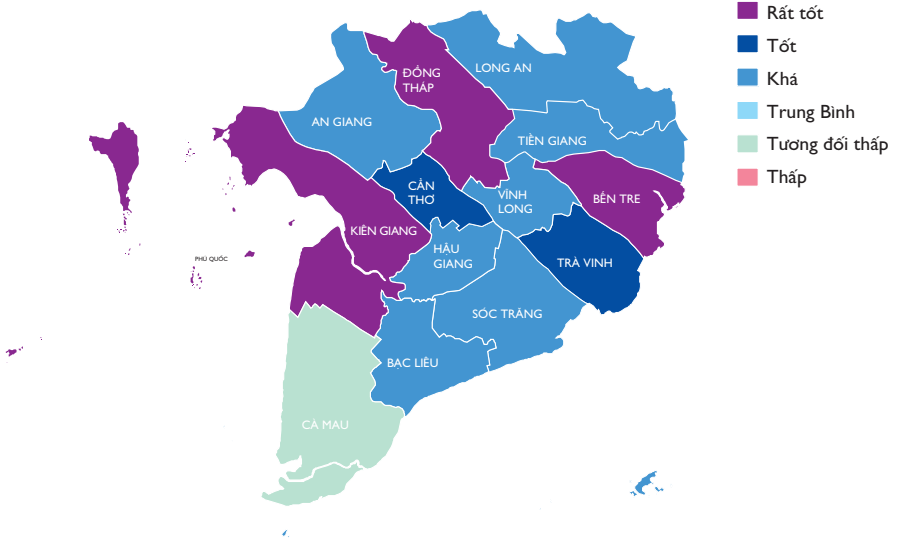 Rất tốt
Tốt
Khá
Trung Bình
Tương đối thấp
Thấp
ĐỒNG
THÁP
LONG AN
AN GIANG
TIỀN GIANG
CẦN
THƠ
VĨNH
LONG
BẾN TRE
KIÊN GIANG
HẬU
GIANG
TRÀ VINH
PHÚ QUỐC
SÓC TRĂNG
BẠC LIÊU
CÀ MAU